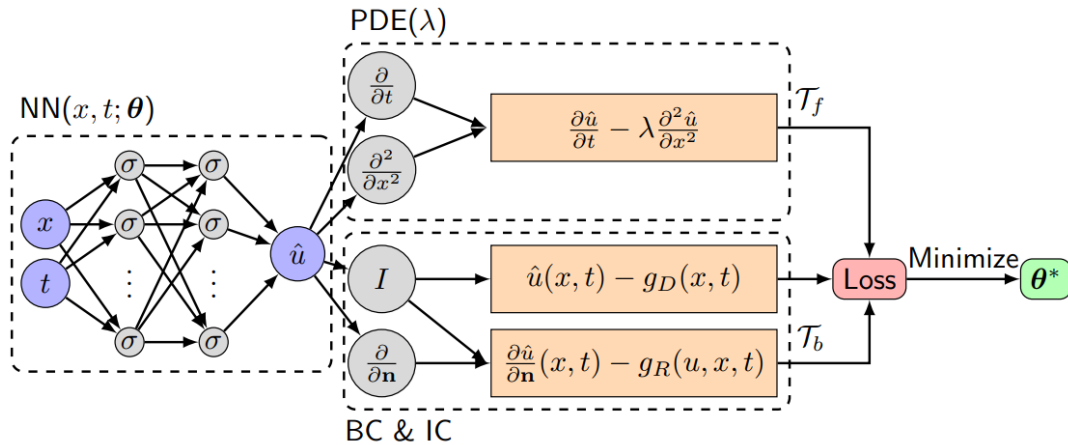 PDE(λ)
NN(x, t; θ)
∂/∂t
∂²/∂x²
∂û/∂t − λ ∂²û/∂x²
𝒯_f
x
t
σ
σ
σ
σ
⋮
⋮
σ
σ
û
I
∂/∂n
û(x, t) − g_D(x, t)
∂û/∂n (x, t) − g_R(u, x, t)
𝒯_b
BC & IC
Loss
Minimize
θ*